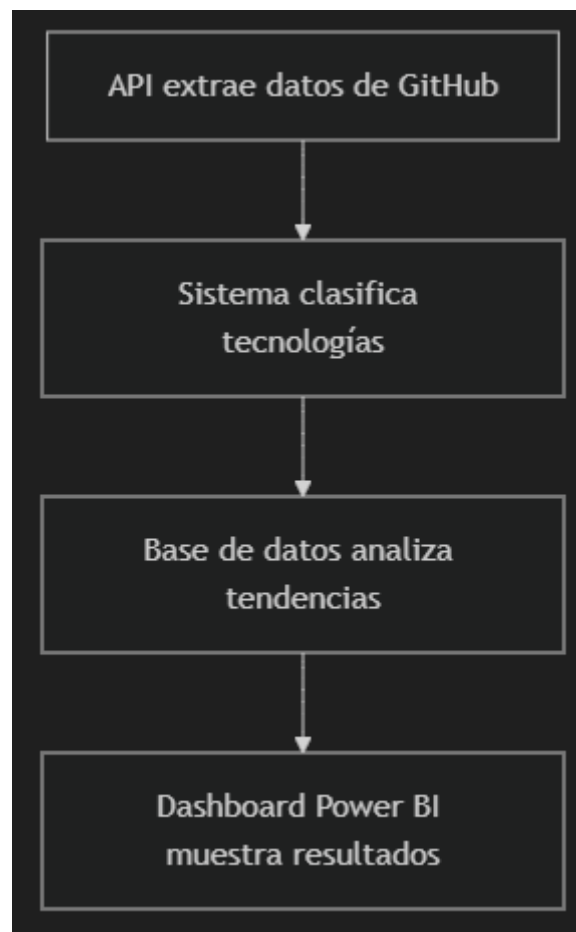 API extrae datos de GitHub
Sistema clasifica
tecnologías
Base de datos analiza
tendencias
Dashboard Power BI
muestra resultados